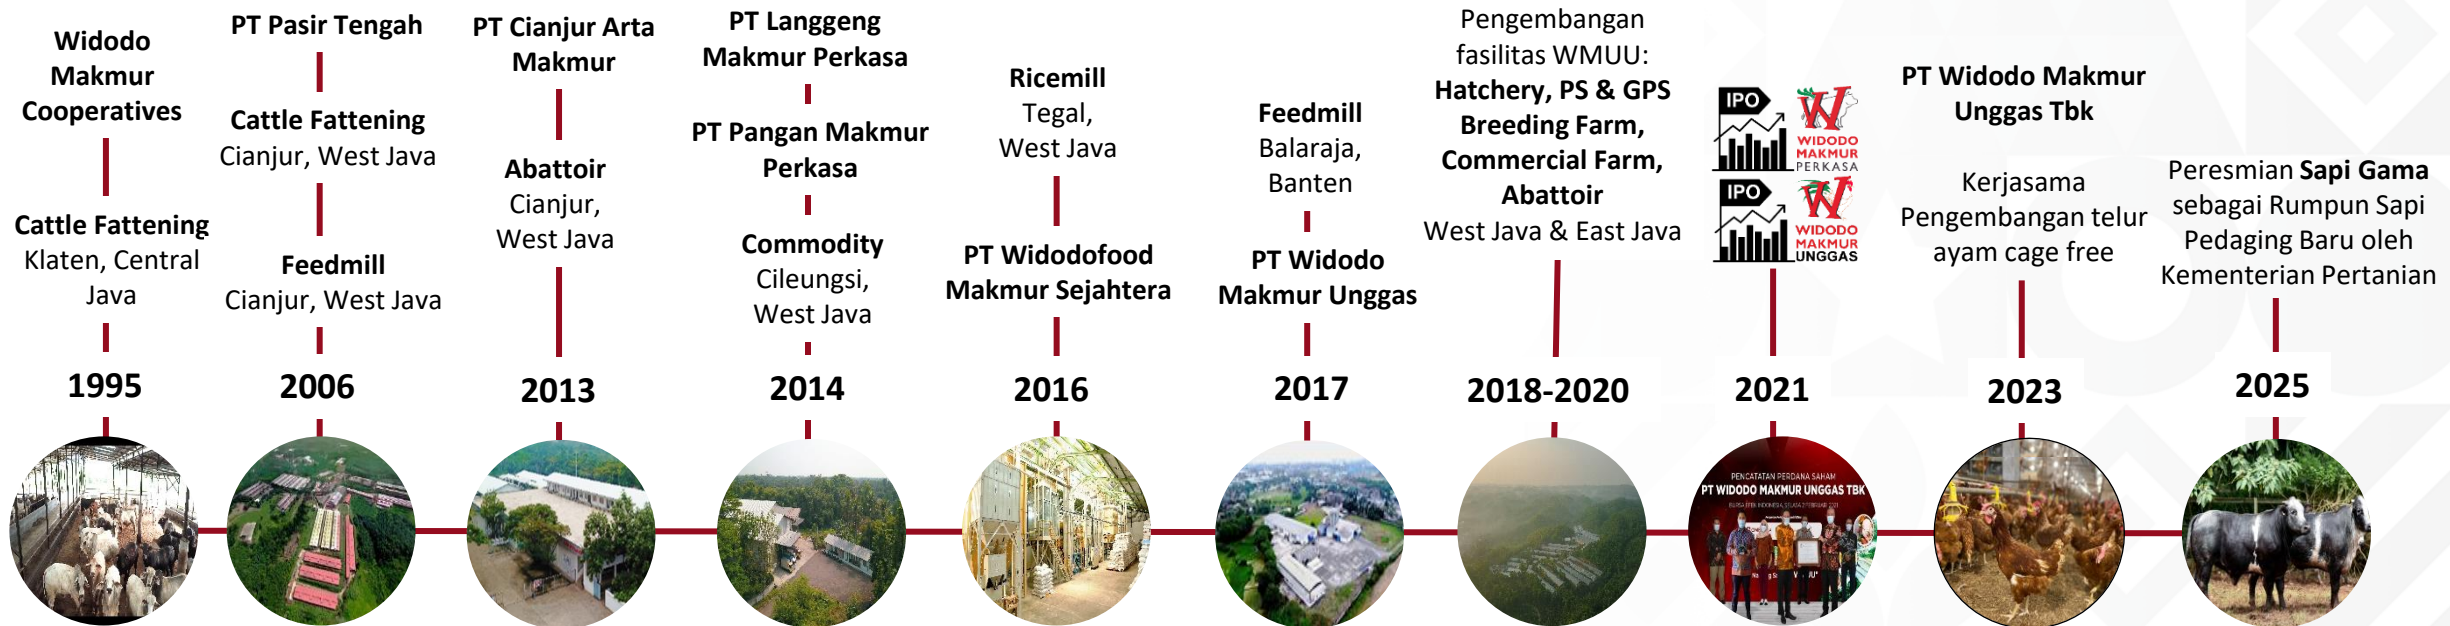 Widodo
Makmur
Cooperatives
Cattle Fattening
Klaten, Central
Java
1995
PT Pasir Tengah
Cattle Fattening
Cianjur, West Java
Feedmill
Cianjur, West Java
2006
PT Cianjur Arta
Makmur
Abattoir
Cianjur,
West Java
2013
PT Langgeng
Makmur Perkasa
PT Pangan Makmur
Perkasa
Commodity
Cileungsi,
West Java
2014
Ricemill
Tegal,
West Java
PT Widodofood
Makmur Sejahtera
2016
Feedmill
Balaraja,
Banten
PT Widodo
Makmur Unggas
2017
Pengembangan
fasilitas WMUU:
Hatchery, PS & GPS
Breeding Farm,
Commercial Farm,
Abattoir
West Java & East Java
2018-2020
IPO
WIDODO
MAKMUR
PERKASA
IPO
WIDODO
MAKMUR
UNGGAS
2021
PENCATATAN PERDANA SAHAM
PT WIDODO MAKMUR UNGGAS TBK
PT Widodo Makmur
Unggas Tbk
Kerjasama
Pengembangan telur
ayam cage free
2023
Peresmian Sapi Gama
sebagai Rumpun Sapi
Pedaging Baru oleh
Kementerian Pertanian
2025